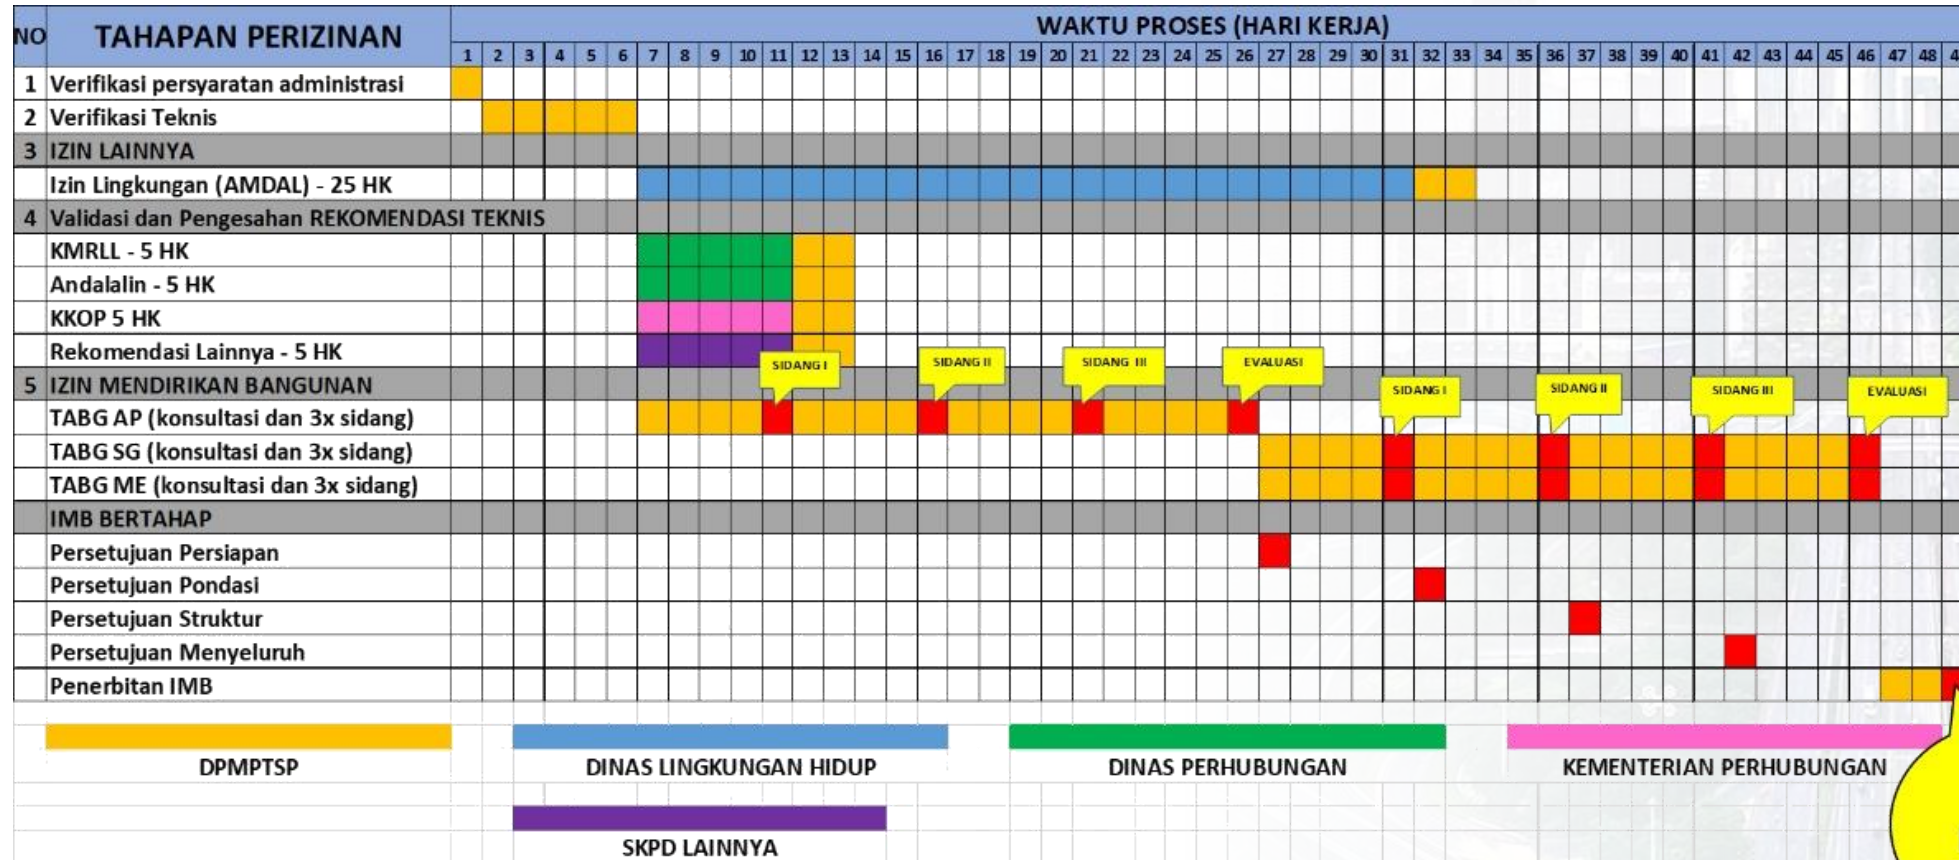 NO TAHAPAN PERIZINAN WAKTU PROSES (HARI KERJA)
1 2 3 4 5 6 7 8 9 10 11 12 13 14 15 16 17 18 19 20 21 22 23 24 25 26 27 28 29 30 31 32 33 34 35 36 37 38 39 40 41 42 43 44 45 46 47 48
1 Verifikasi persyaratan administrasi
2 Verifikasi Teknis
3 IZIN LAINNYA
Izin Lingkungan (AMDAL) - 25 HK
4 Validasi dan Pengesahan REKOMENDASI TEKNIS
KMRLL - 5 HK
Andalalin - 5 HK
KKOP 5 HK
Rekomendasi Lainnya - 5 HK
SIDANG I SIDANG II SIDANG III EVALUASI
5 IZIN MENDIRIKAN BANGUNAN
SIDANG I SIDANG II SIDANG III EVALUASI
TABG AP (konsultasi dan 3x sidang)
TABG SG (konsultasi dan 3x sidang)
TABG ME (konsultasi dan 3x sidang)
IMB BERTAHAP
Persetujuan Persiapan
Persetujuan Pondasi
Persetujuan Struktur
Persetujuan Menyeluruh
Penerbitan IMB
DPMPTSP DINAS LINGKUNGAN HIDUP DINAS PERHUBUNGAN KEMENTERIAN PERHUBUNGAN
SKPD LAINNYA